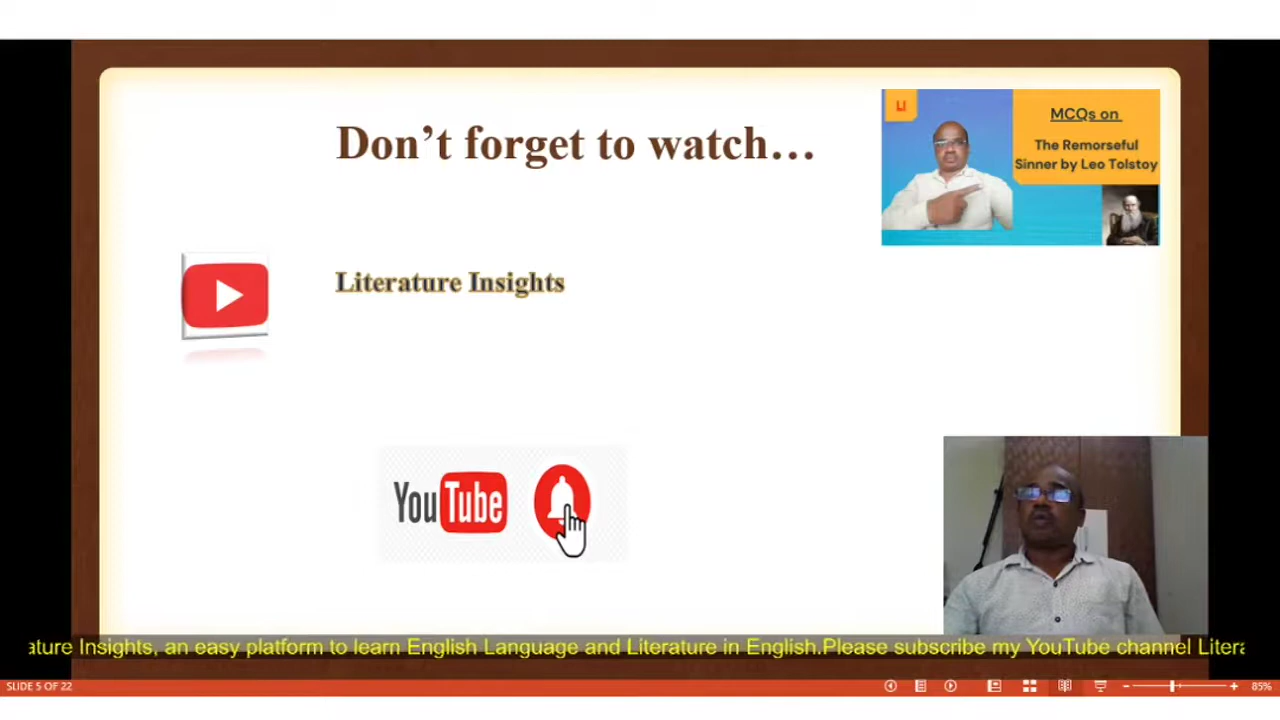 Don’t forget to watch…
LI
MCQs on
The Remorseful
Sinner by Leo Tolstoy
Literature Insights
YouTube
ature Insights, an easy platform to learn English Language and Literature in English.Please subscribe my YouTube channel Litera
SLIDE 5 OF 22
85%